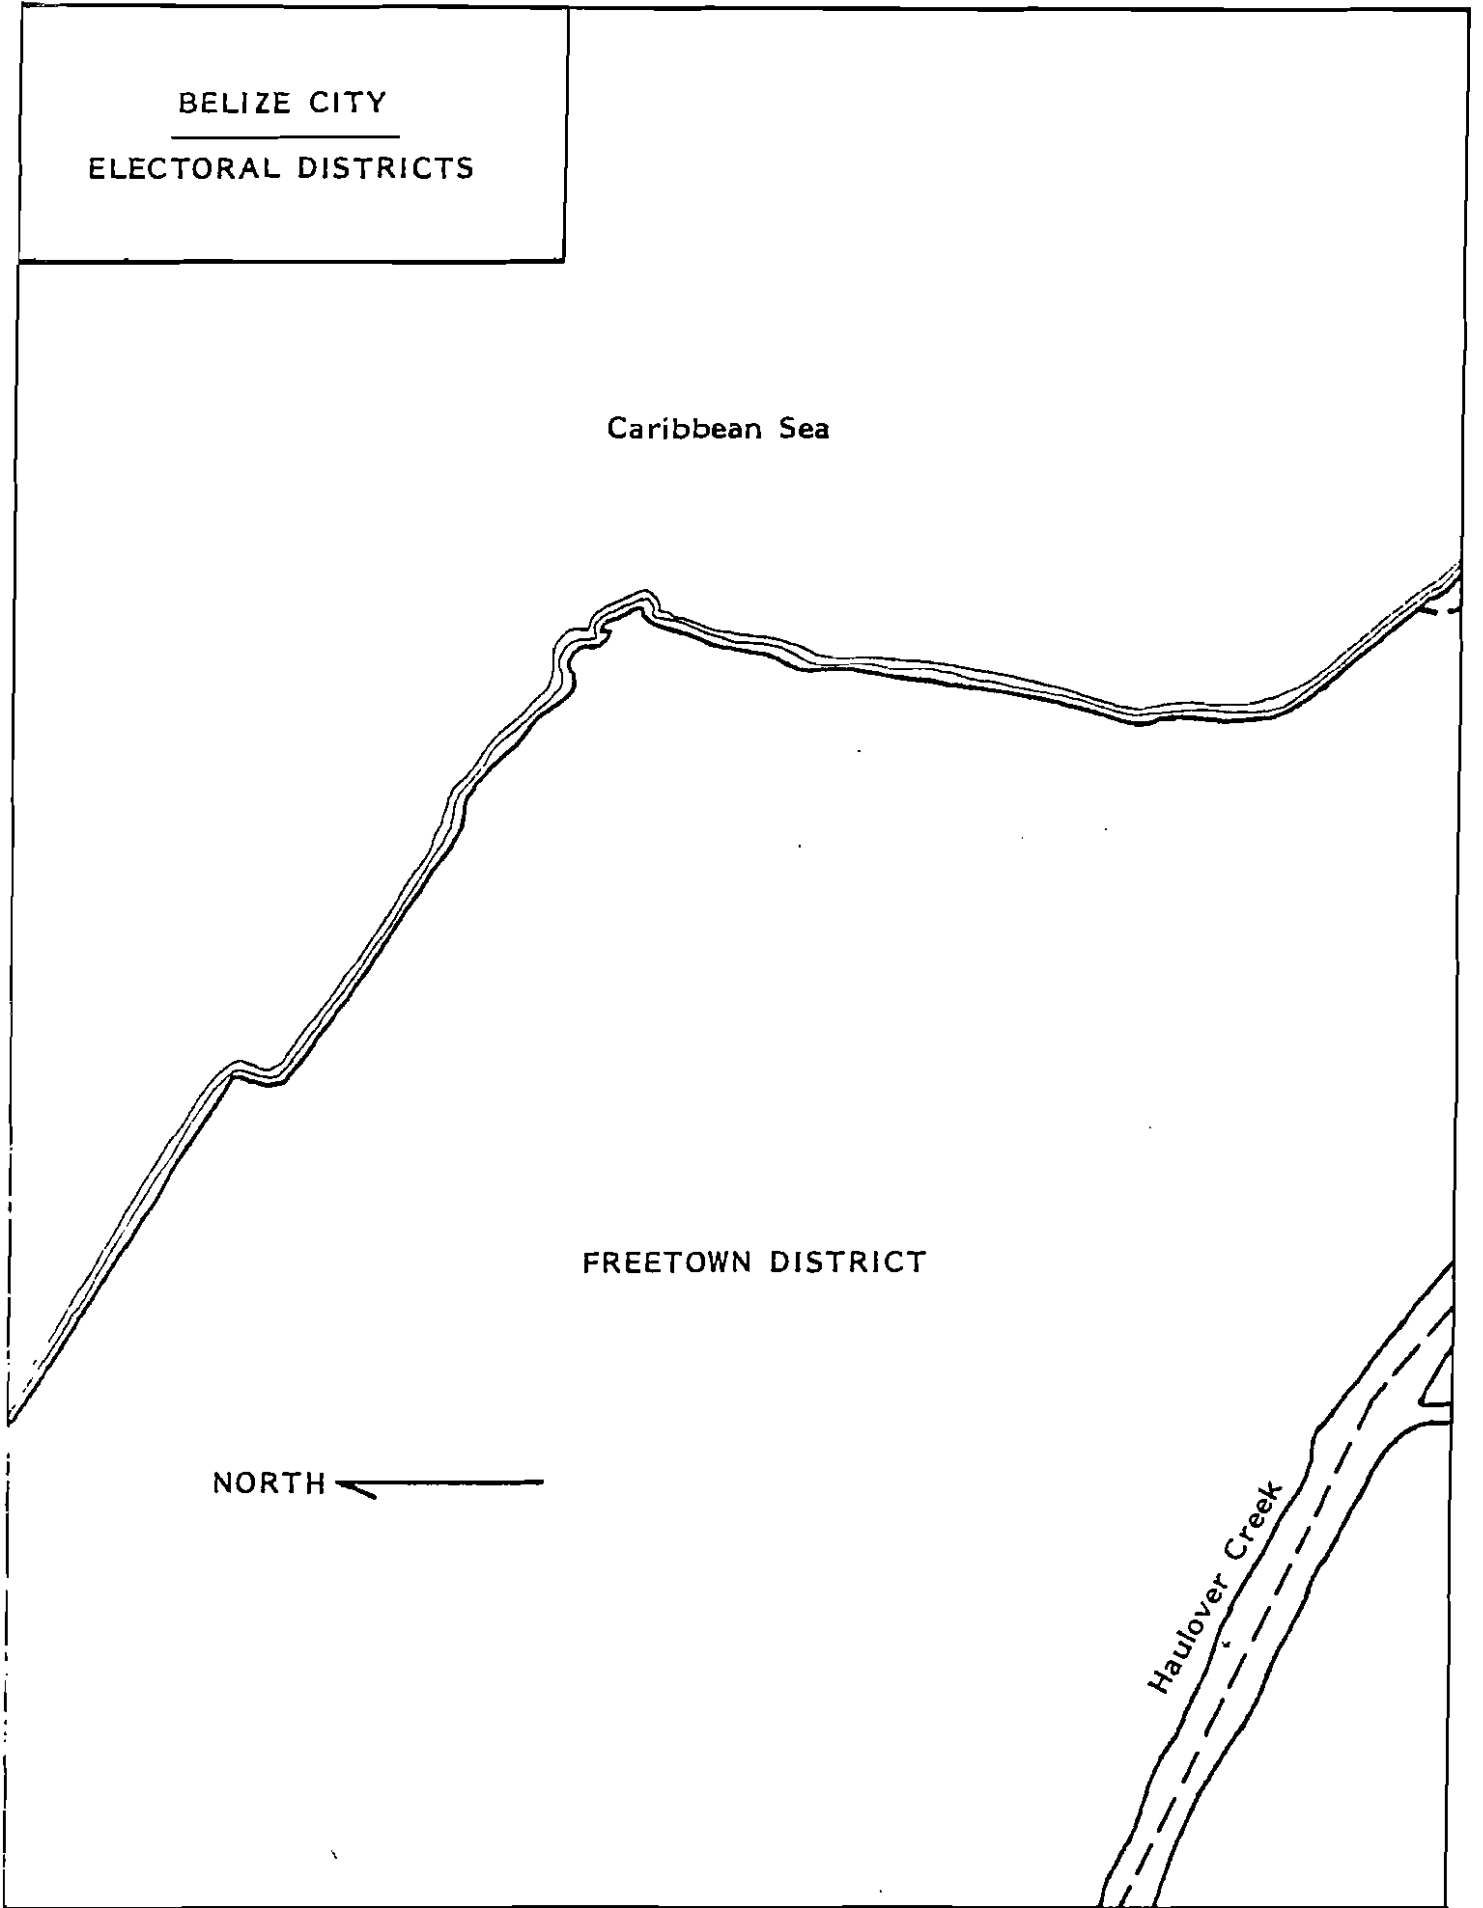 BELIZE CITY
ELECTORAL DISTRICTS
Caribbean Sea
FREETOWN DISTRICT
NORTH
Haulover Creek